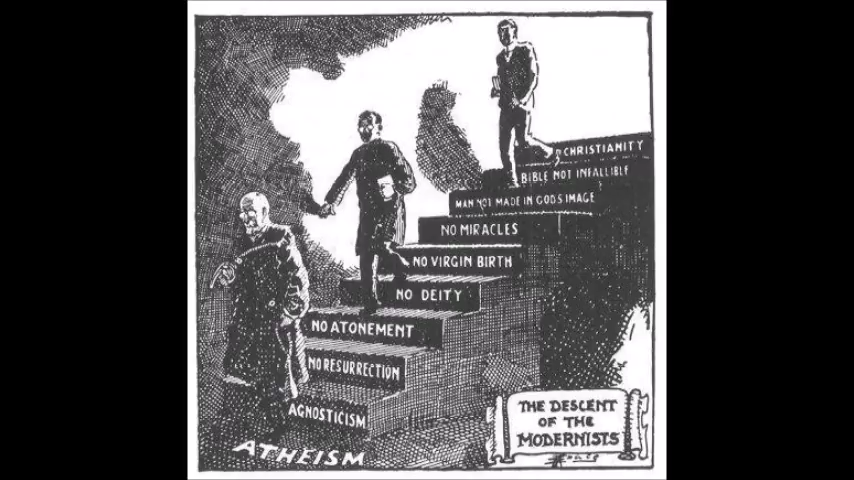 CHRISTIANITY
BIBLE NOT INFALLIBLE
MAN NOT MADE IN GODS IMAGE
NO MIRACLES
NO VIRGIN BIRTH
NO DEITY
NO ATONEMENT
NO RESURRECTION
AGNOSTICISM
ATHEISM
THE DESCENT
OF THE
MODERNISTS